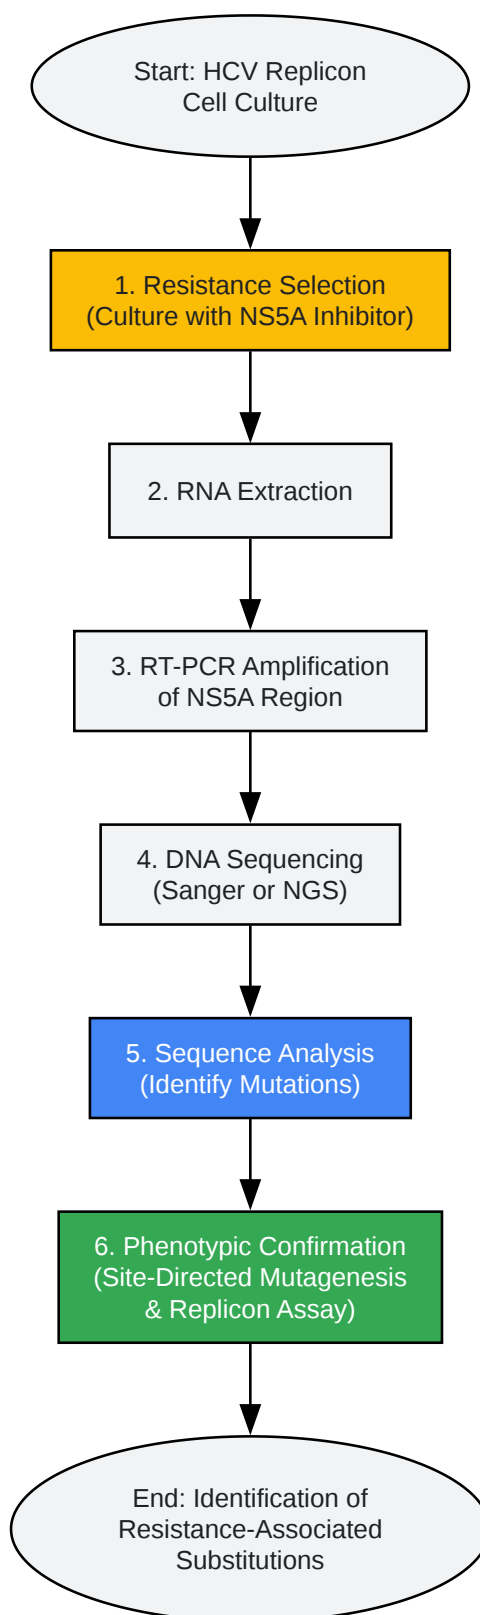 Start: HCV Replicon
Cell Culture
1. Resistance Selection
(Culture with NS5A Inhibitor)
2. RNA Extraction
3. RT-PCR Amplification
of NS5A Region
4. DNA Sequencing
(Sanger or NGS)
5. Sequence Analysis
(Identify Mutations)
6. Phenotypic Confirmation
(Site-Directed Mutagenesis
& Replicon Assay)
End: Identification of
Resistance-Associated
Substitutions